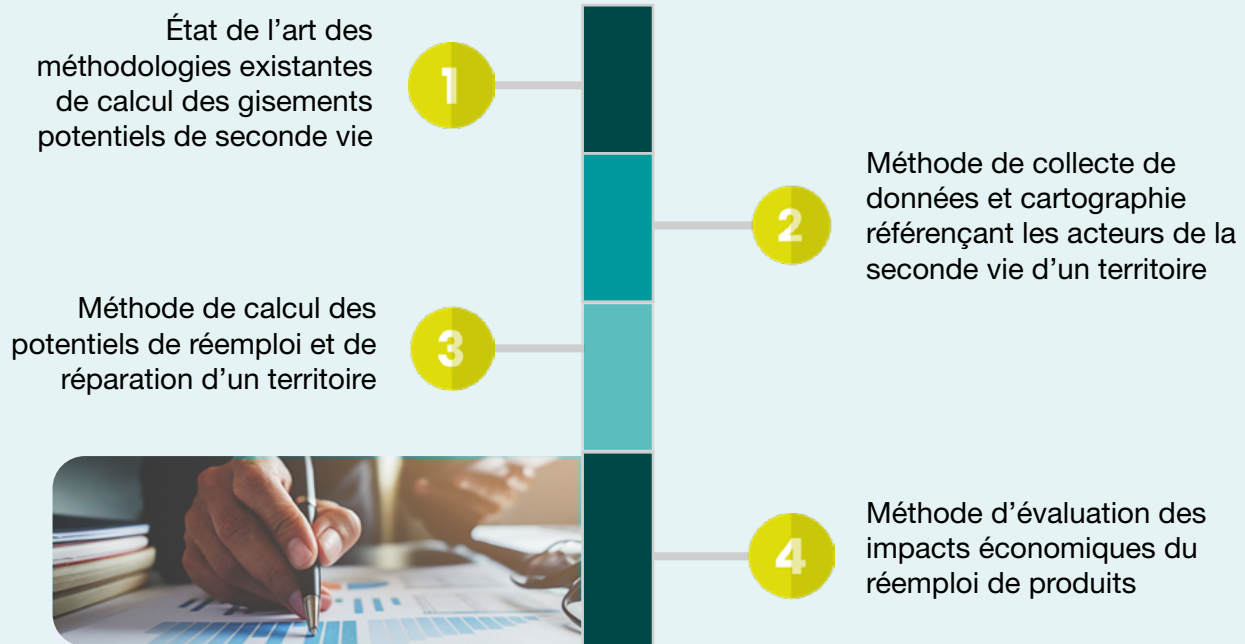 État de l’art des
méthodologies existantes
de calcul des gisements
potentiels de seconde vie
1
Méthode de collecte de
données et cartographie
référençant les acteurs de la
seconde vie d’un territoire
2
Méthode de calcul des
potentiels de réemploi et de
réparation d’un territoire
3
Méthode d’évaluation des
impacts économiques du
réemploi de produits
4